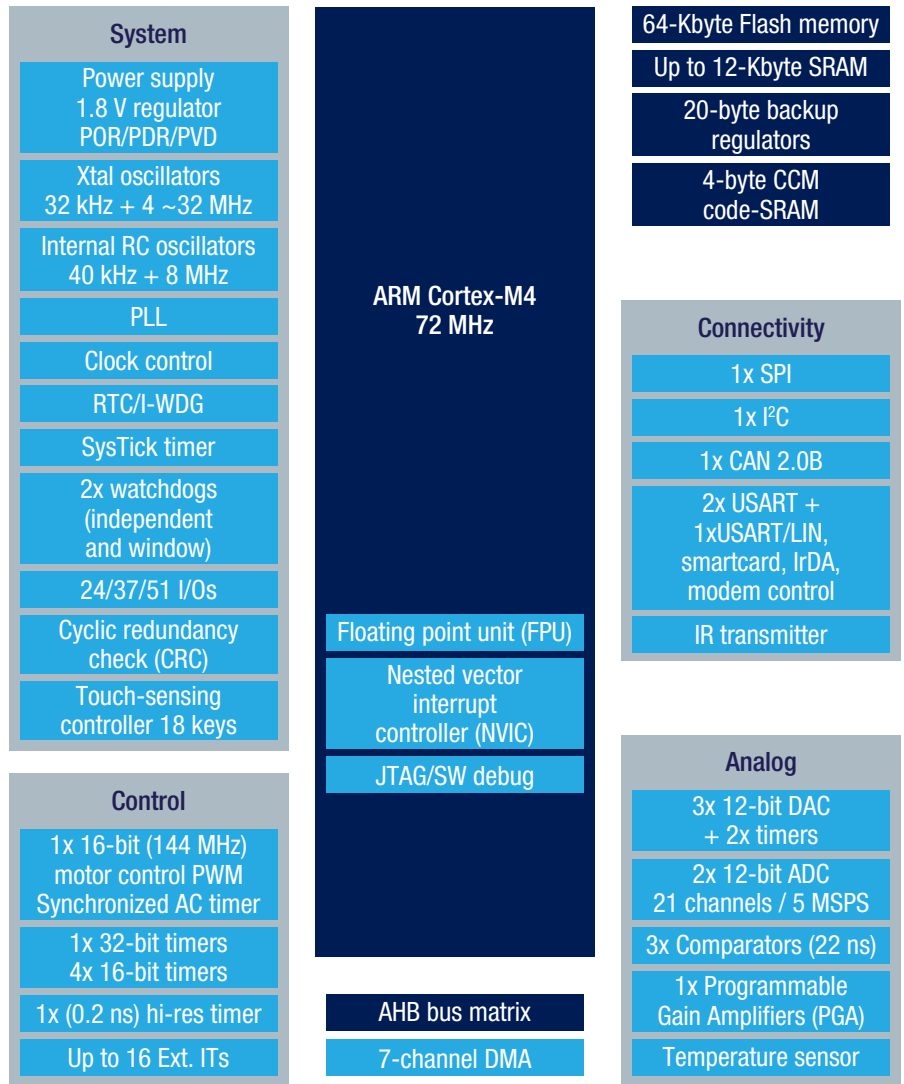 System
Power supply
1.8 V regulator
POR/PDR/PVD
Xtal oscillators
32 kHz + 4 ~32 MHz
Internal RC oscillators
40 kHz + 8 MHz
PLL
Clock control
RTC/I-WDG
SysTick timer
2x watchdogs
(independent
and window)
24/37/51 I/Os
Cyclic redundancy
check (CRC)
Touch-sensing
controller 18 keys
Control
1x 16-bit (144 MHz)
motor control PWM
Synchronized AC timer
1x 32-bit timers
4x 16-bit timers
1x (0.2 ns) hi-res timer
Up to 16 Ext. ITs
ARM Cortex-M4
72 MHz
Floating point unit (FPU)
Nested vector
interrupt
controller (NVIC)
JTAG/SW debug
AHB bus matrix
7-channel DMA
64-Kbyte Flash memory
Up to 12-Kbyte SRAM
20-byte backup
regulators
4-byte CCM
code-SRAM
Connectivity
1x SPI
1x I²C
1x CAN 2.0B
2x USART +
1xUSART/LIN,
smartcard, IrDA,
modem control
IR transmitter
Analog
3x 12-bit DAC
+ 2x timers
2x 12-bit ADC
21 channels / 5 MSPS
3x Comparators (22 ns)
1x Programmable
Gain Amplifiers (PGA)
Temperature sensor